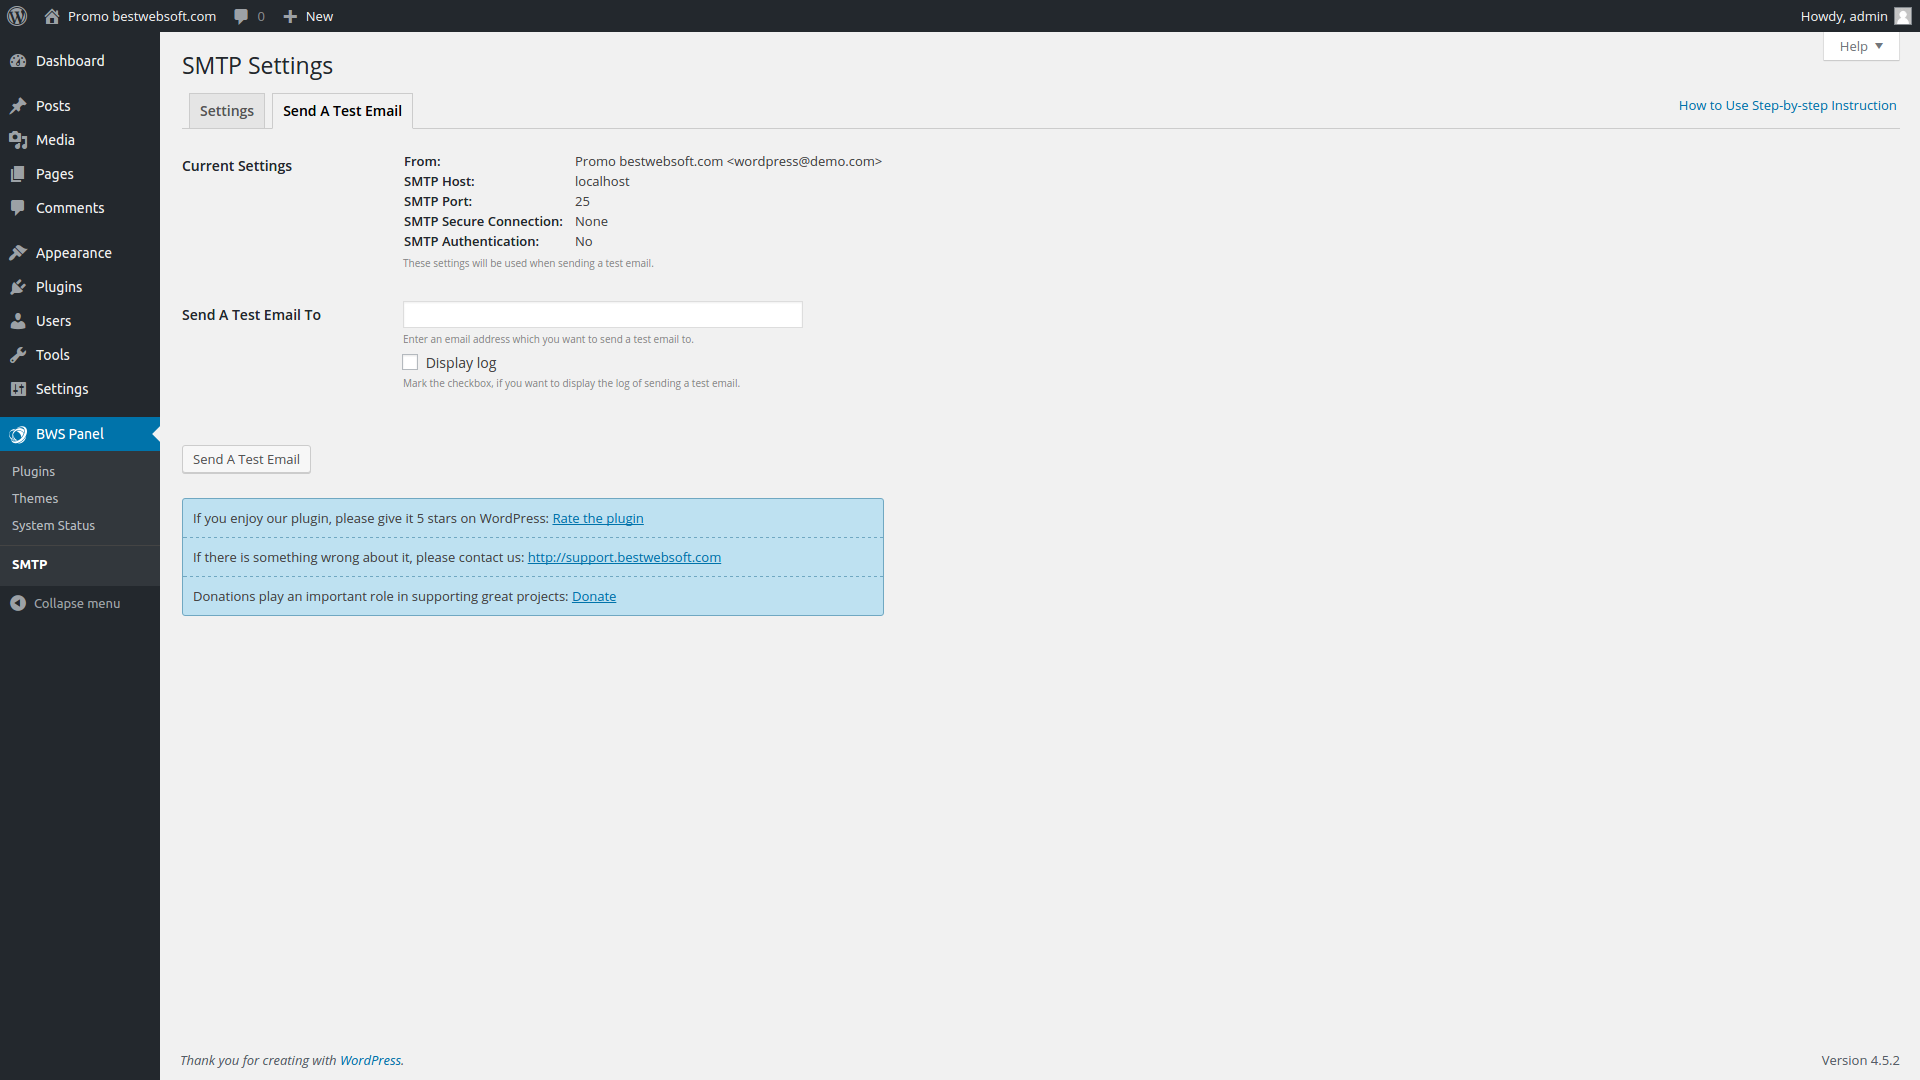 Promo bestwebsoft.com 0 New Howdy, admin
Help
Dashboard
Posts
Media
Pages
Comments
Appearance
Plugins
Users
Tools
Settings
BWS Panel
Plugins
Themes
System Status
SMTP
Collapse menu
SMTP Settings
Settings Send A Test Email How to Use Step-by-step Instruction
Current Settings
From: Promo bestwebsoft.com <wordpress@demo.com>
SMTP Host: localhost
SMTP Port: 25
SMTP Secure Connection: None
SMTP Authentication: No
These settings will be used when sending a test email.
Send A Test Email To
Enter an email address which you want to send a test email to.
Display log
Mark the checkbox, if you want to display the log of sending a test email.
Send A Test Email
If you enjoy our plugin, please give it 5 stars on WordPress: Rate the plugin
If there is something wrong about it, please contact us: http://support.bestwebsoft.com
Donations play an important role in supporting great projects: Donate
Thank you for creating with WordPress. Version 4.5.2